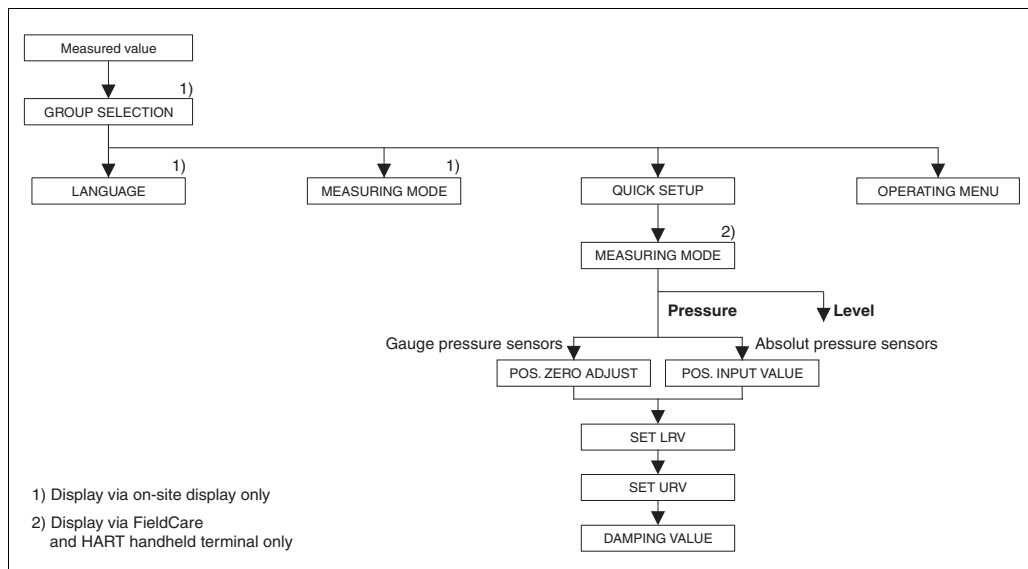 Measured value
1)
GROUP SELECTION
1)
1)
LANGUAGE
MEASURING MODE
QUICK SETUP
OPERATING MENU
2)
MEASURING MODE
Pressure
Level
Gauge pressure sensors
Absolut pressure sensors
POS. ZERO ADJUST
POS. INPUT VALUE
SET LRV
SET URV
DAMPING VALUE
1) Display via on-site display only
2) Display via FieldCare
and HART handheld terminal only